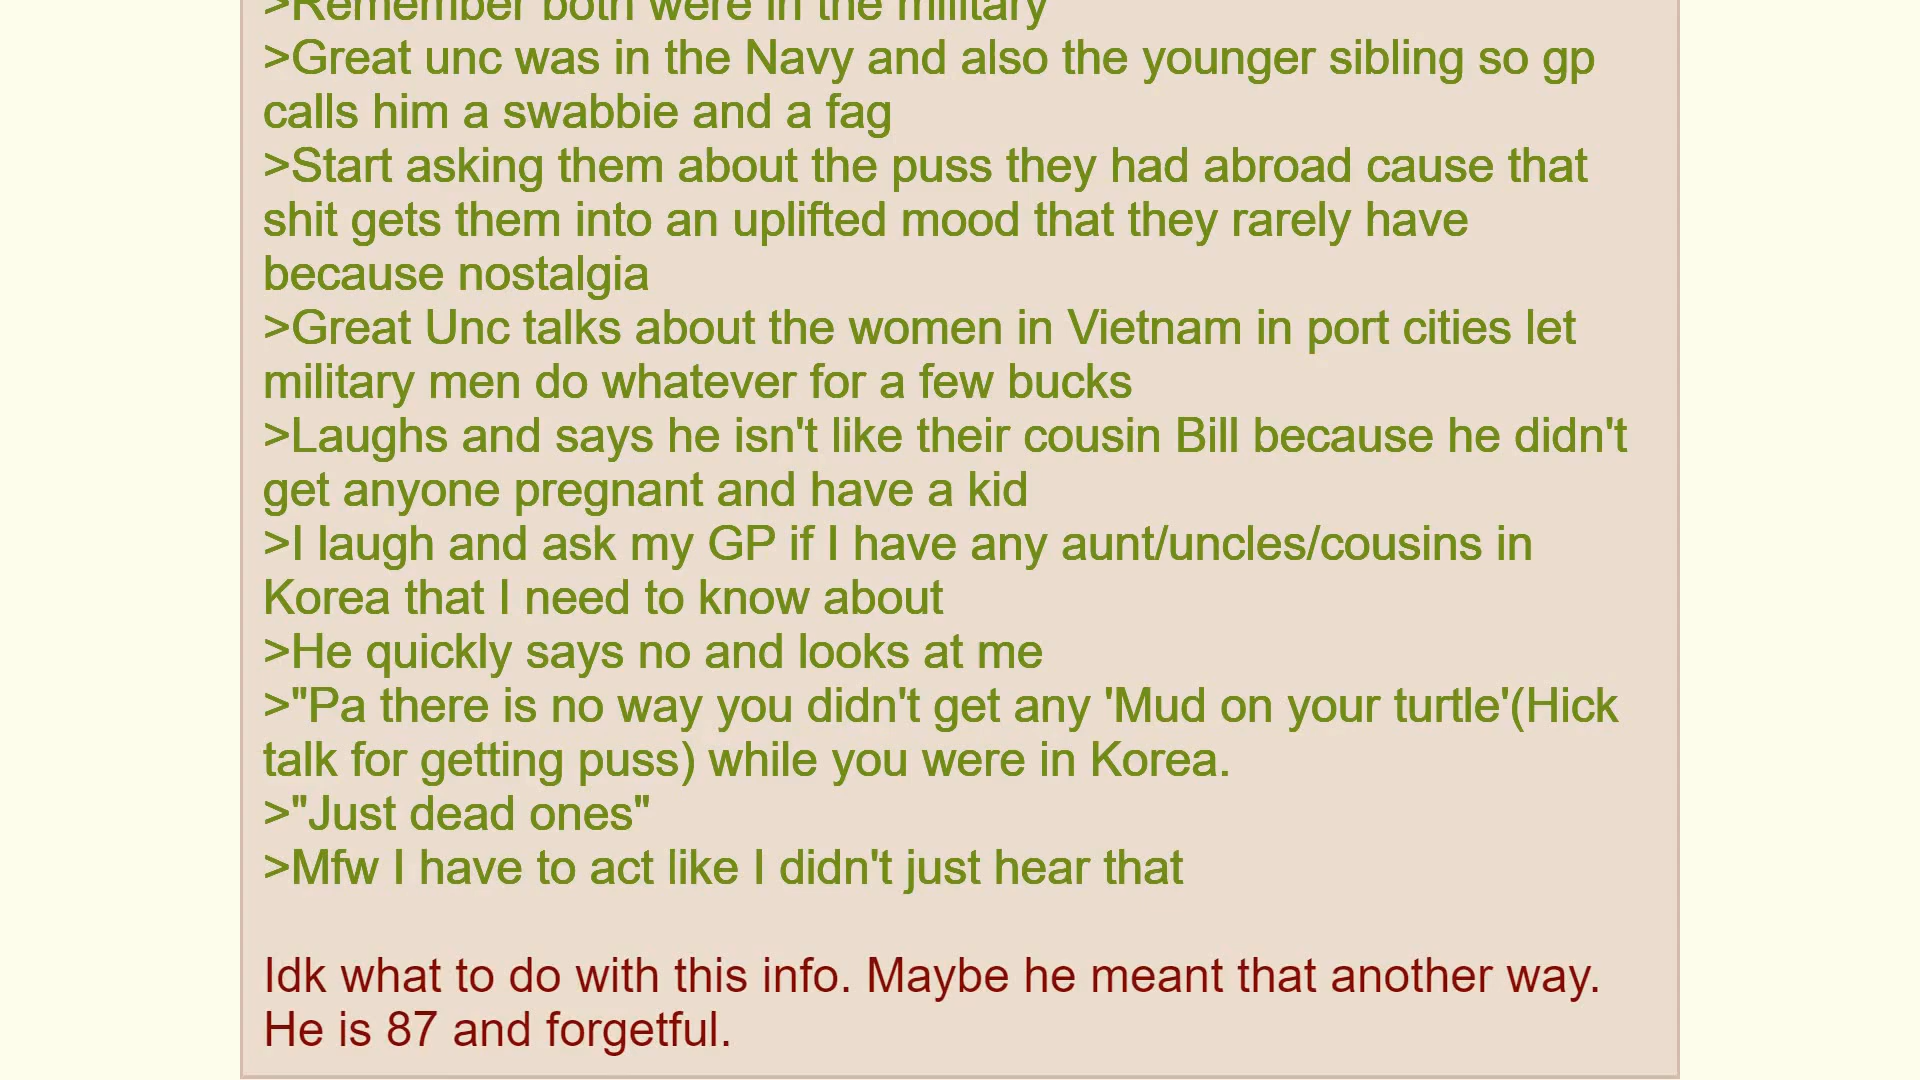 >Remember both were in the military
>Great unc was in the Navy and also the younger sibling so gp
calls him a swabbie and a fag
>Start asking them about the puss they had abroad cause that
shit gets them into an uplifted mood that they rarely have
because nostalgia
>Great Unc talks about the women in Vietnam in port cities let
military men do whatever for a few bucks
>Laughs and says he isn't like their cousin Bill because he didn't
get anyone pregnant and have a kid
>I laugh and ask my GP if I have any aunt/uncles/cousins in
Korea that I need to know about
>He quickly says no and looks at me
>"Pa there is no way you didn't get any 'Mud on your turtle'(Hick
talk for getting puss) while you were in Korea.
>"Just dead ones"
>Mfw I have to act like I didn't just hear that
Idk what to do with this info. Maybe he meant that another way.
He is 87 and forgetful.